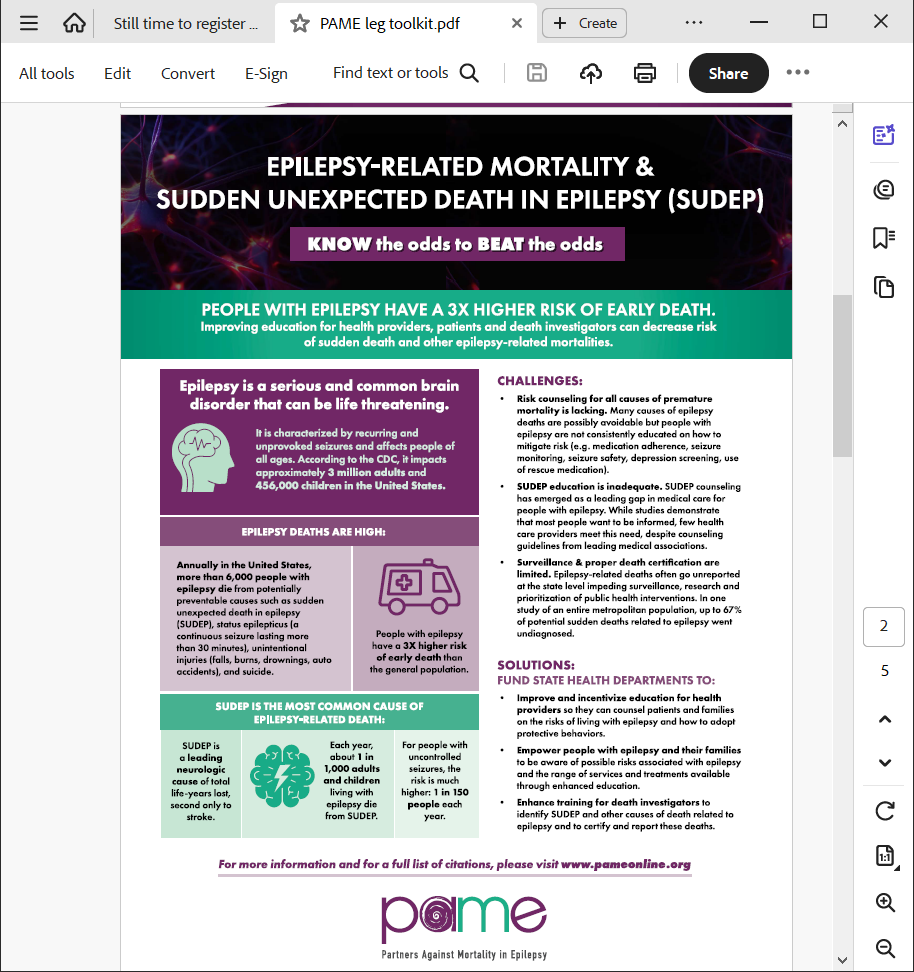 Still time to register ...
PAME leg toolkit.pdf
Create
All tools
Edit
Convert
E-Sign
Find text or tools
Share
EPILEPSY-RELATED MORTALITY &
SUDDEN UNEXPECTED DEATH IN EPILEPSY (SUDEP)
KNOW the odds to BEAT the odds
PEOPLE WITH EPILEPSY HAVE A 3X HIGHER RISK OF EARLY DEATH.
Improving education for health providers, patients and death investigators can decrease risk
of sudden death and other epilepsy-related mortalities.
Epilepsy is a serious and common brain
disorder that can be life threatening.
It is characterized by recurring and
unprovoked seizures and affects people of
all ages. According to the CDC, it impacts
approximately 3 million adults and
456,000 children in the United States.
EPILEPSY DEATHS ARE HIGH:
Annually in the United States,
more than 6,000 people with
epilepsy die from potentially
preventable causes such as sudden
unexpected death in epilepsy
(SUDEP), status epilepticus (a
continuous seizure lasting more
than 30 minutes), unintentional
injuries (falls, burns, drownings, auto
accidents), and suicide.
People with epilepsy
have a 3X higher risk
of early death than
the general population.
SUDEP IS THE MOST COMMON CAUSE OF
EPILEPSY-RELATED DEATH:
SUDEP is
a leading
neurologic
cause of total
life-years lost,
second only to
stroke.
Each year,
about 1 in
1,000 adults
and children
living with
epilepsy die
from SUDEP.
For people with
uncontrolled
seizures, the
risk is much
higher: 1 in 150
people each
year.
CHALLENGES:
• Risk counseling for all causes of premature
mortality is lacking. Many causes of epilepsy
deaths are possibly avoidable but people with
epilepsy are not consistently educated on how to
mitigate risk (e.g. medication adherence, seizure
monitoring, seizure safety, depression screening, use
of rescue medication).
• SUDEP education is inadequate. SUDEP counseling
has emerged as a leading gap in medical care for
people with epilepsy. While studies demonstrate
that most people want to be informed, few health
care providers meet this need, despite counseling
guidelines from leading medical associations.
• Surveillance & proper death certification are
limited. Epilepsy-related deaths often go unreported
at the state level impeding surveillance, research and
prioritization of public health interventions. In one
study of an entire metropolitan population, up to 67%
of potential sudden deaths related to epilepsy went
undiagnosed.
SOLUTIONS:
FUND STATE HEALTH DEPARTMENTS TO:
• Improve and incentivize education for health
providers so they can counsel patients and families
on the risks of living with epilepsy and how to adopt
protective behaviors.
• Empower people with epilepsy and their families
to be aware of possible risks associated with epilepsy
and the range of services and treatments available
through enhanced education.
• Enhance training for death investigators to
identify SUDEP and other causes of death related to
epilepsy and to certify and report these deaths.
For more information and for a full list of citations, please visit www.pameonline.org
pame
Partners Against Mortality in Epilepsy
2
5
1:1